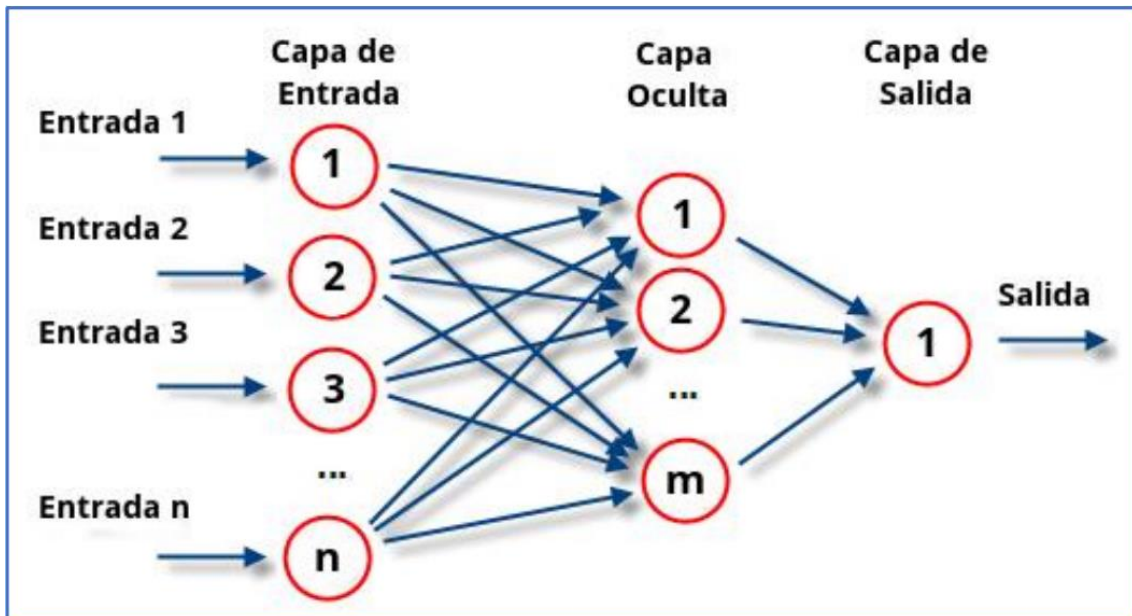 Capa de
Entrada
Capa
Oculta
Capa de
Salida
Entrada 1
1
Entrada 2
2
Entrada 3
3
...
Entrada n
n
1
2
...
m
1
Salida